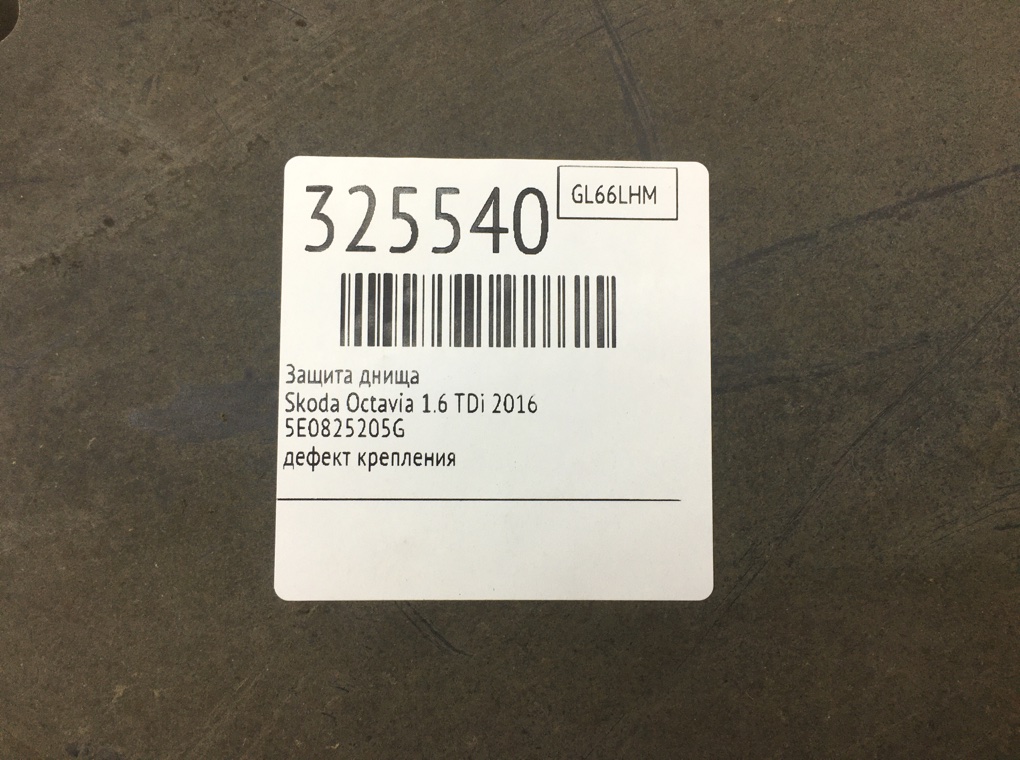 325540
GL66LHM
Защита днища
Skoda Octavia 1.6 TDi 2016
5E0825205G
дефект крепления